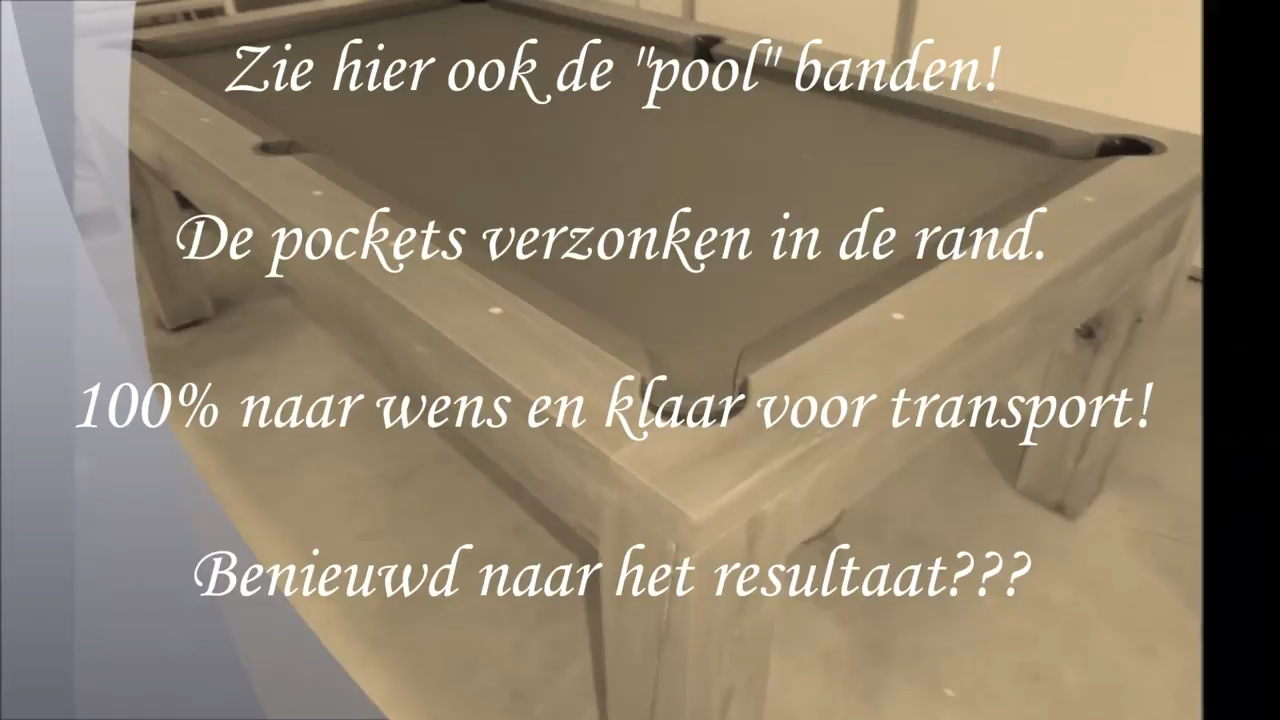 Zie hier ook de "pool" banden!
De pockets verzonken in de rand.
100% naar wens en klaar voor transport!
Benieuwd naar het resultaat???